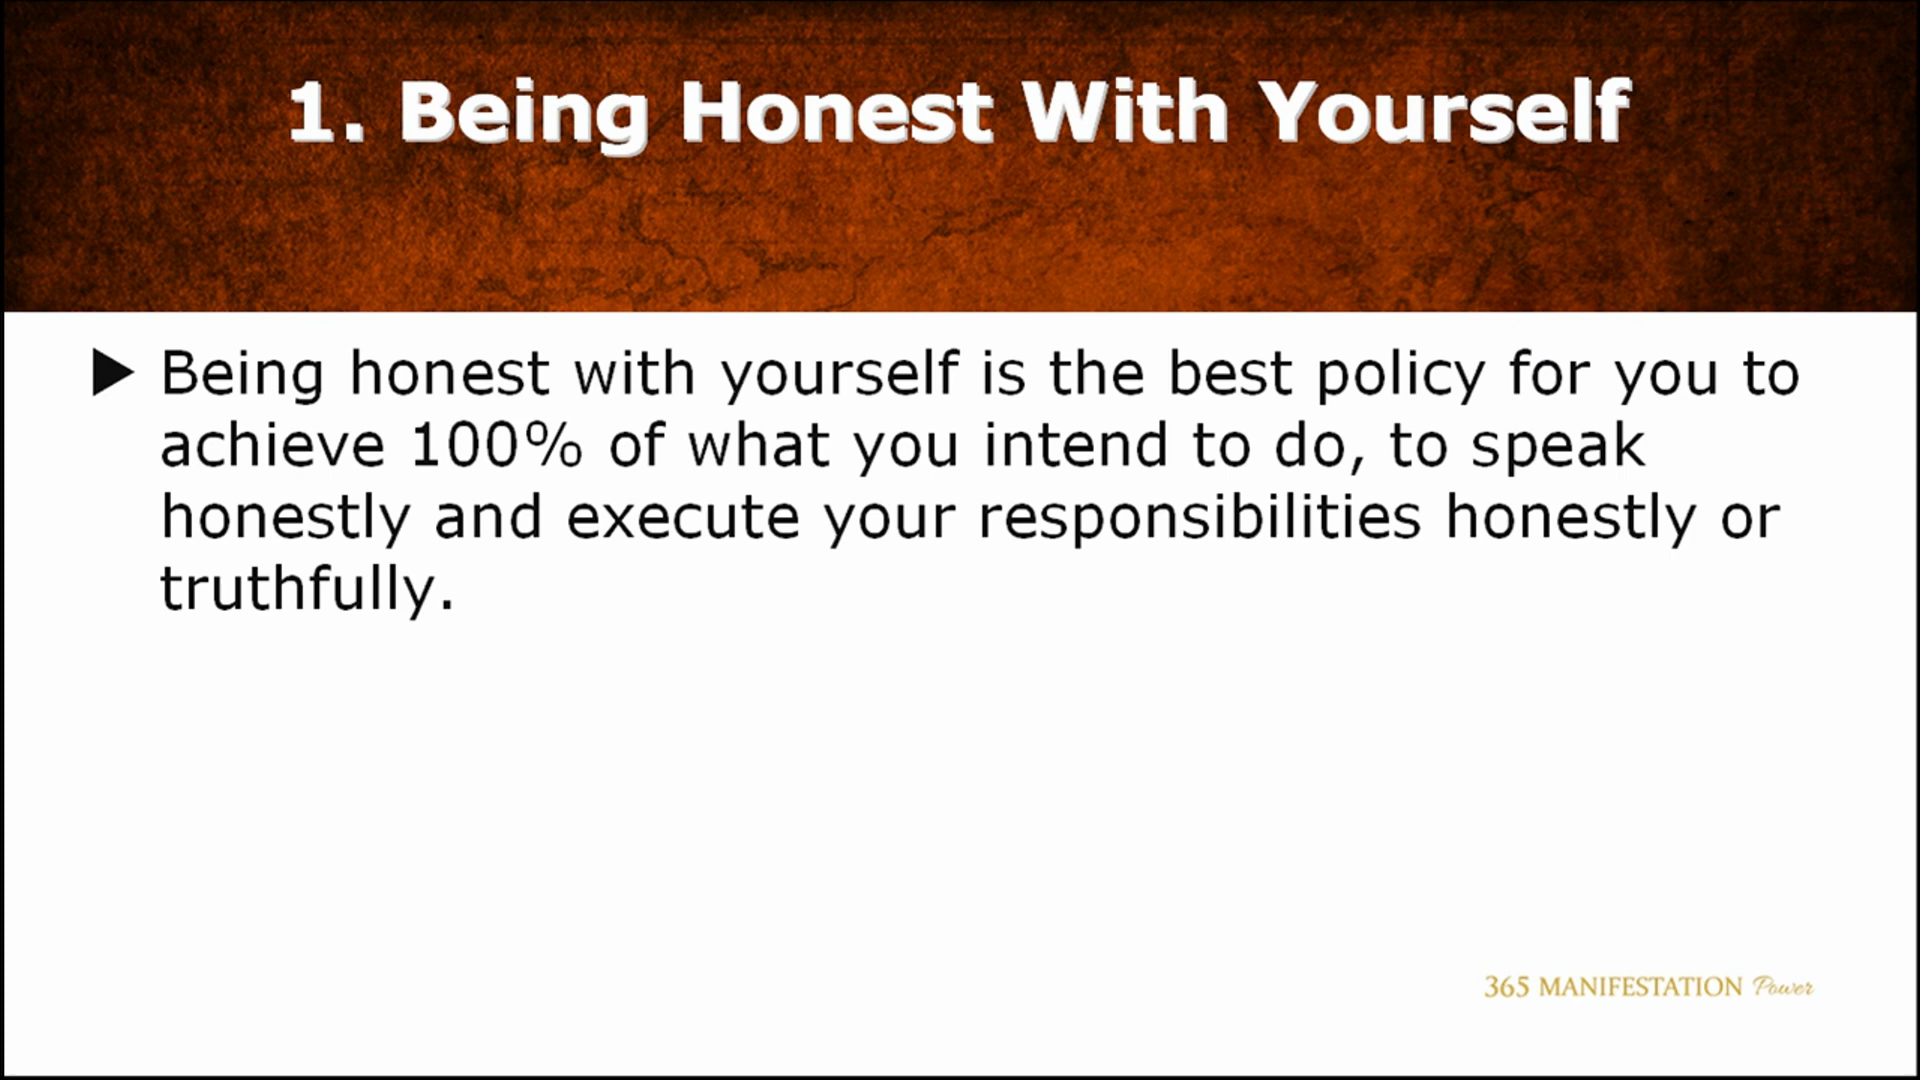 1. Being Honest With Yourself
Being honest with yourself is the best policy for you to
achieve 100% of what you intend to do, to speak
honestly and execute your responsibilities honestly or
truthfully.
365 MANIFESTATION Power